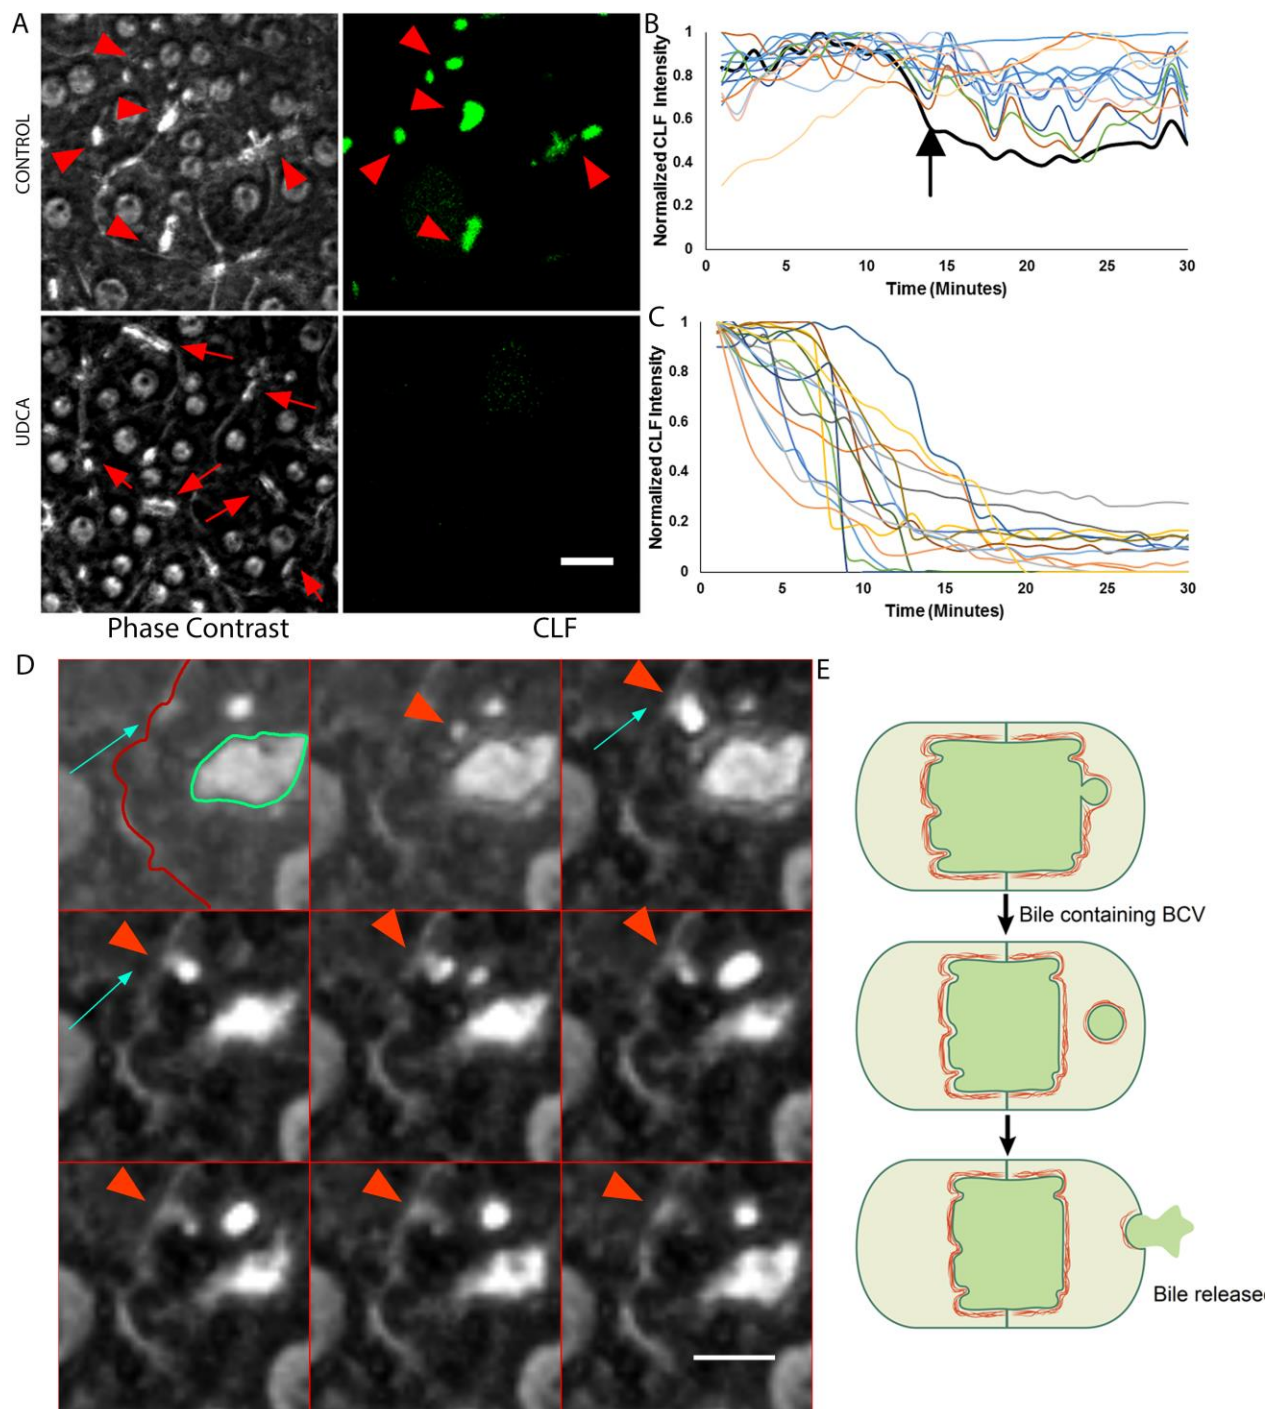 A
CONTROL
UDCA
Phase Contrast
CLF
B
Normalized CLF Intensity
1
0.8
0.6
0.4
0.2
0
0 5 10 15 20 25 30
Time (Minutes)
C
Normalized CLF Intensity
1
0.8
0.6
0.4
0.2
0
0 5 10 15 20 25 30
Time (Minutes)
D
E
Bile containing BCV
Bile release